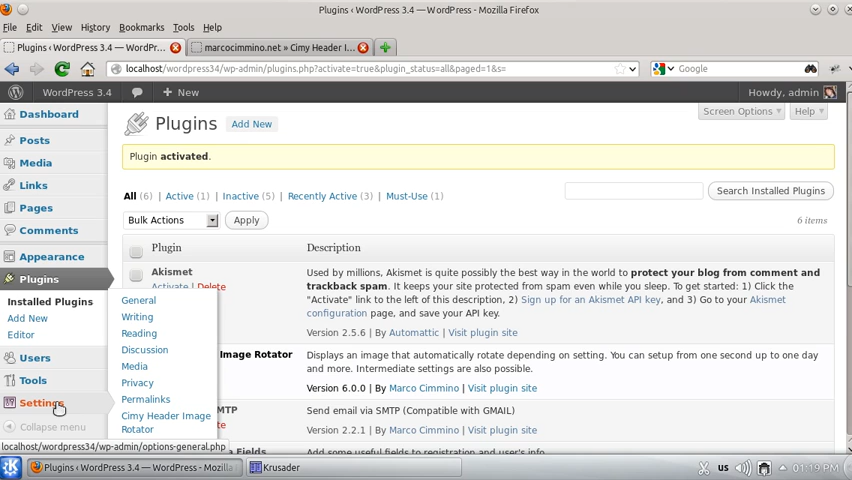 Plugins ‹ WordPress 3.4 — WordPress - Mozilla Firefox
File Edit View History Bookmarks Tools Help
Plugins ‹ WordPress 3.4 — WordPr...
marcocimmino.net » Cimy Header I...
localhost/wordpress34/wp-admin/plugins.php?activate=true&plugin_status=all&paged=1&s=
Google
WordPress 3.4 + New Howdy, admin
Dashboard
Posts
Media
Links
Pages
Comments
Appearance
Plugins
Installed Plugins
Add New
Editor
Users
Tools
Settings
Collapse menu
General
Writing
Reading
Discussion
Media
Privacy
Permalinks
Cimy Header Image
Rotator
Screen Options Help
Plugins Add New
Plugin activated.
All (6) | Active (1) | Inactive (5) | Recently Active (3) | Must-Use (1)
Search Installed Plugins
Bulk Actions Apply 6 items
Plugin Description
Akismet
Activate | Delete
Used by millions, Akismet is quite possibly the best way in the world to protect your blog from comment and
trackback spam. It keeps your site protected from spam even while you sleep. To get started: 1) Click the
"Activate" link to the left of this description, 2) Sign up for an Akismet API key, and 3) Go to your Akismet
configuration page, and save your API key.
Version 2.5.6 | By Automattic | Visit plugin site
Image Rotator
Displays an image that automatically rotate depending on setting. You can setup from one day to one day
and more. Intermediate settings are also possible.
Version 6.0.0 | By Marco Cimmino | Visit plugin site
SMTP
Send email via SMTP (Compatible with GMAIL)
Version 2.2.1 | By Marco Cimmino | Visit plugin site
Fields
Add some useful fields to registration and user's info
localhost/wordpress34/wp-admin/options-general.php
Plugins ‹ WordPress 3.4 — WordPress - Mozilla
Krusader
us
01:19 PM